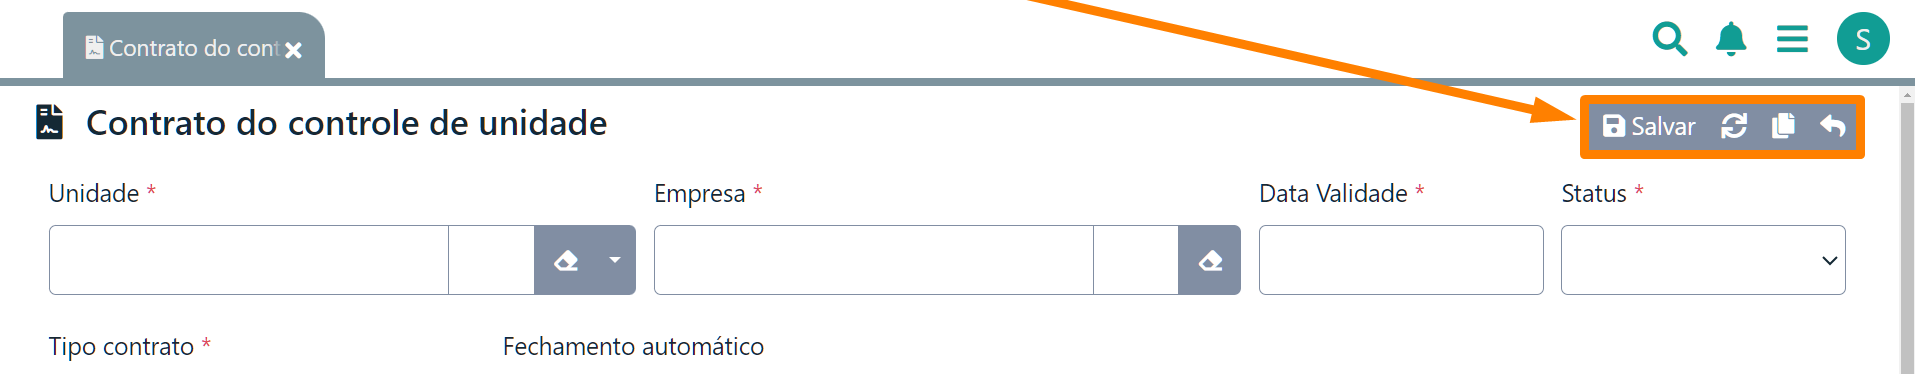 Contrato do cont
S
Contrato do controle de unidade
Salvar
Unidade *
Empresa *
Data Validade *
Status *
Tipo contrato *
Fechamento automático